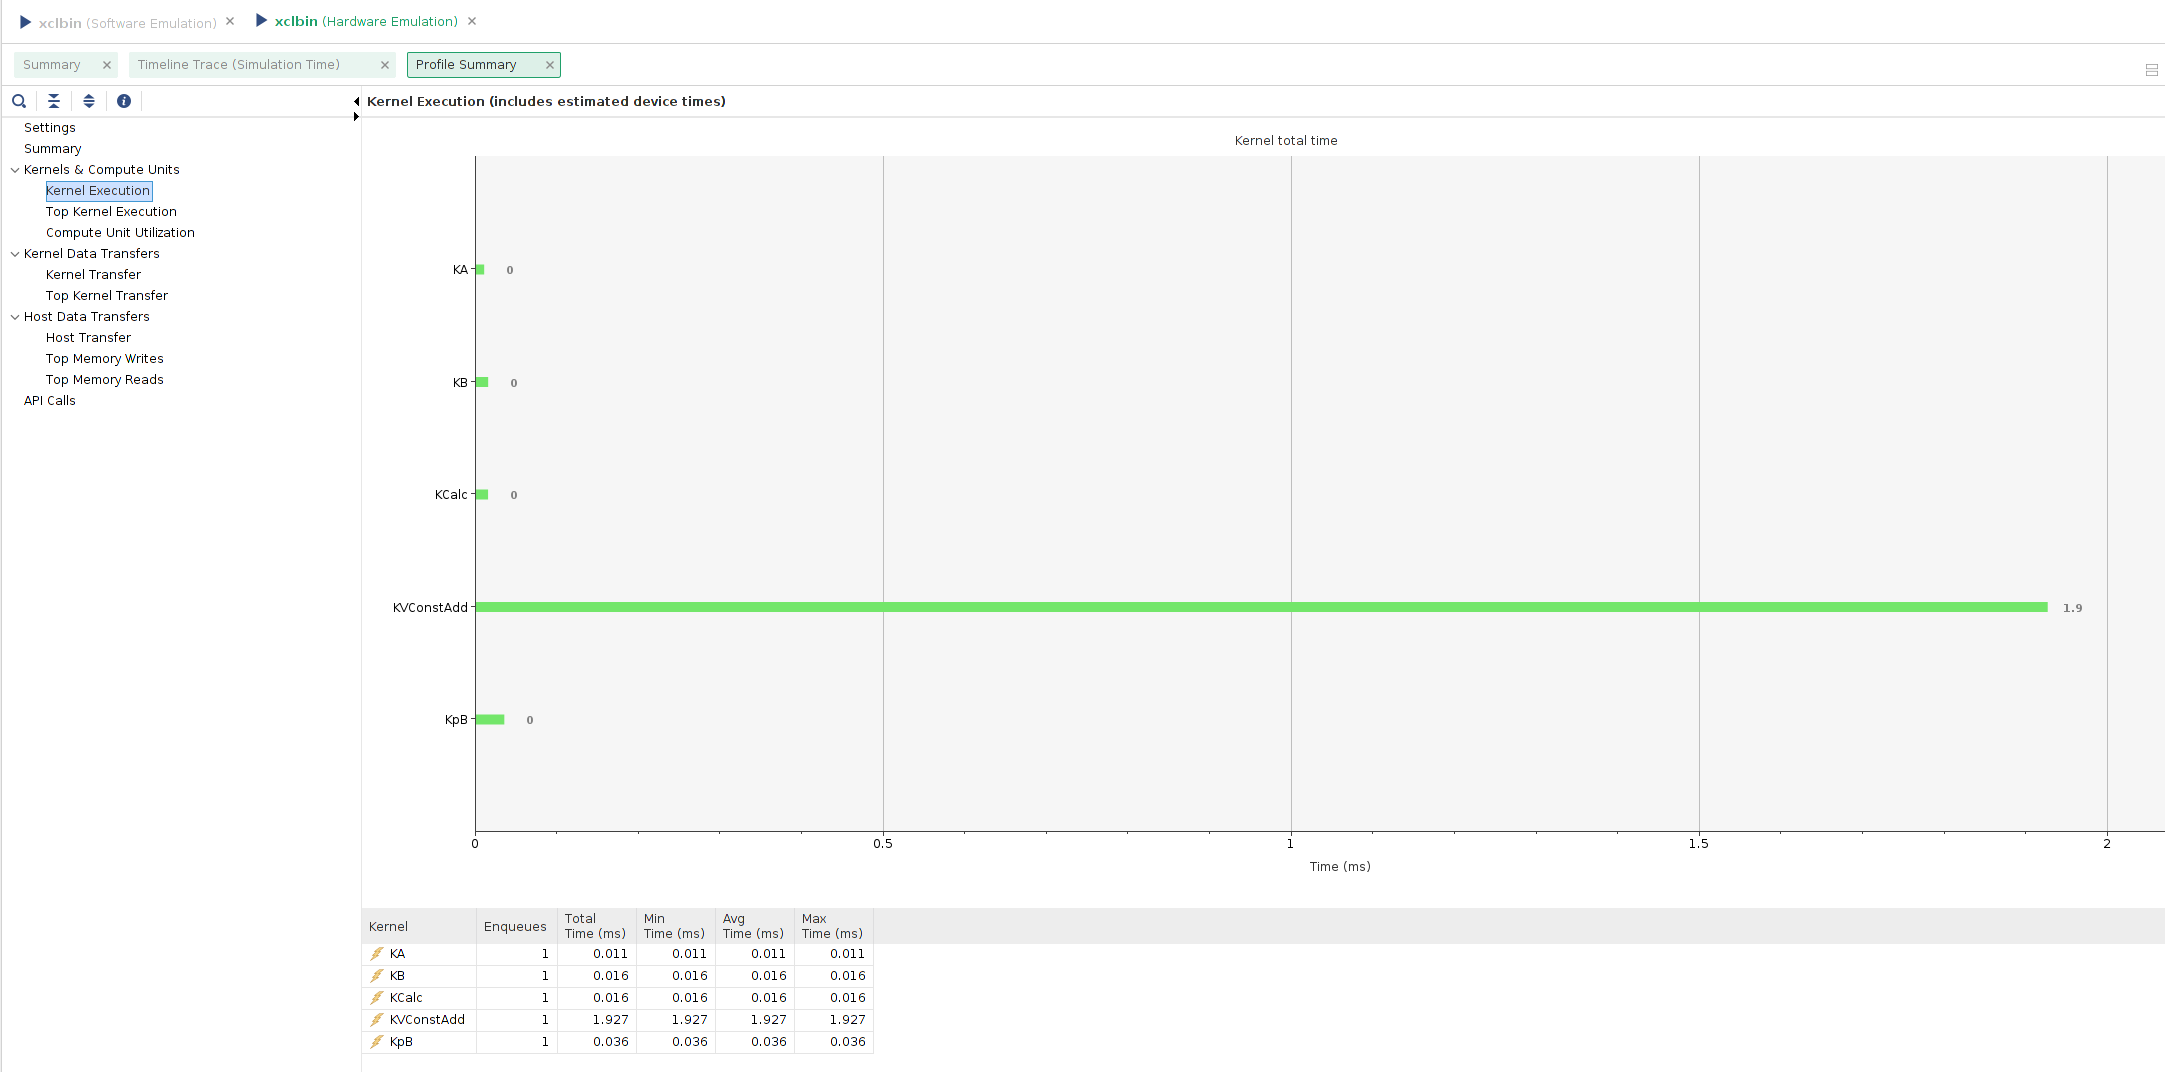 xclbin (Software Emulation) ✕ xclbin (Hardware Emulation) ✕
Summary ✕ Timeline Trace (Simulation Time) ✕ Profile Summary ✕
Kernel Execution (includes estimated device times)
Settings
Summary
Kernels & Compute Units
Kernel Execution
Top Kernel Execution
Compute Unit Utilization
Kernel Data Transfers
Kernel Transfer
Top Kernel Transfer
Host Data Transfers
Host Transfer
Top Memory Writes
Top Memory Reads
API Calls
Kernel total time
KA 0
KB 0
KCalc 0
KVConstAdd 1.9
KpB 0
0 0.5 1 1.5 2
Time (ms)
Kernel Enqueues Total Time (ms) Min Time (ms) Avg Time (ms) Max Time (ms)
KA 1 0.011 0.011 0.011 0.011
KB 1 0.016 0.016 0.016 0.016
KCalc 1 0.016 0.016 0.016 0.016
KVConstAdd 1 1.927 1.927 1.927 1.927
KpB 1 0.036 0.036 0.036 0.036